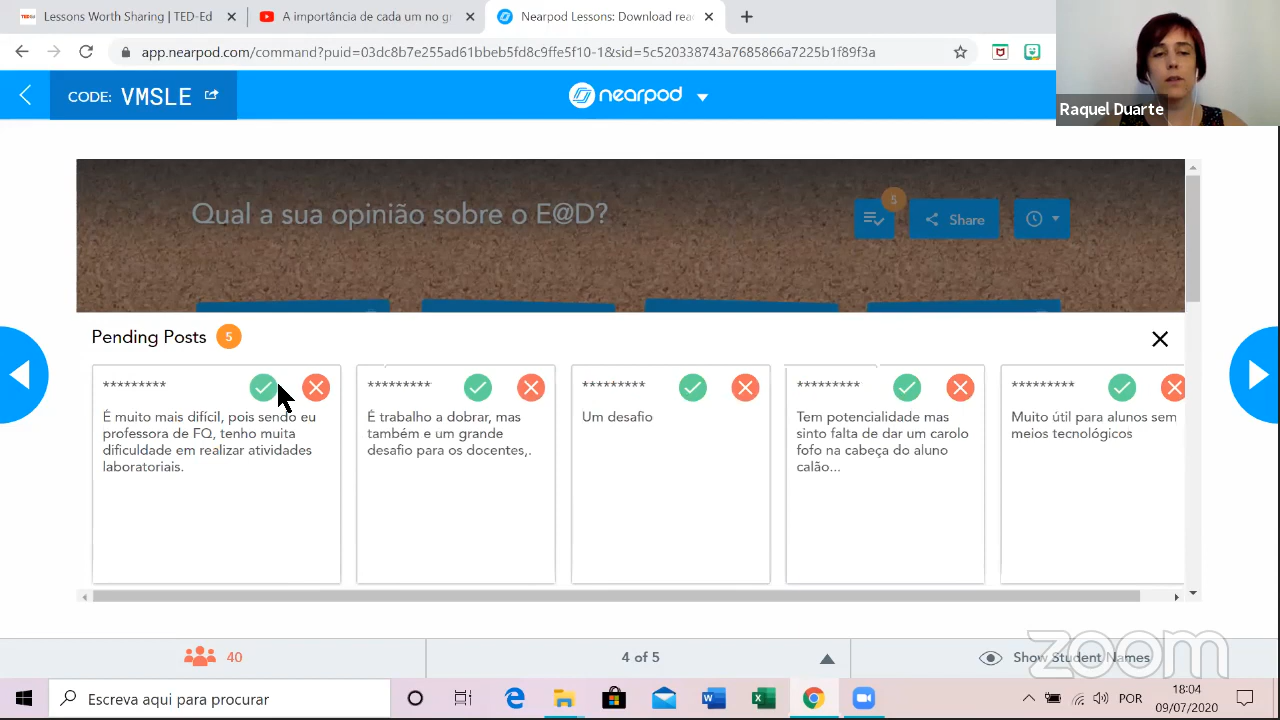 Lessons Worth Sharing | TED-Ed
A importância de cada um no gr
Nearpod Lessons: Download rea
app.nearpod.com/command?puid=03dc8b7e255ad61bbeb5fd8c9ffe5f10-1&sid=5c520338743a7685866a7225b1f89f3a
CODE: VMSLE
nearpod
Raquel Duarte
Qual a sua opinião sobre o E@D?
5
Share
Pending Posts 5
*********
É muito mais difícil, pois sendo eu
professora de FQ, tenho muita
dificuldade em realizar atividades
laboratoriais.
*********
É trabalho a dobrar, mas
também e um grande
desafio para os docentes,.
*********
Um desafio
*********
Tem potencialidade mas
sinto falta de dar um carolo
fofo na cabeça do aluno
calão...
*********
Muito útil para alunos sem
meios tecnológicos
40
4 of 5
Show Student Names
zoom
Escreva aqui para procurar
POR
18:04
09/07/2020